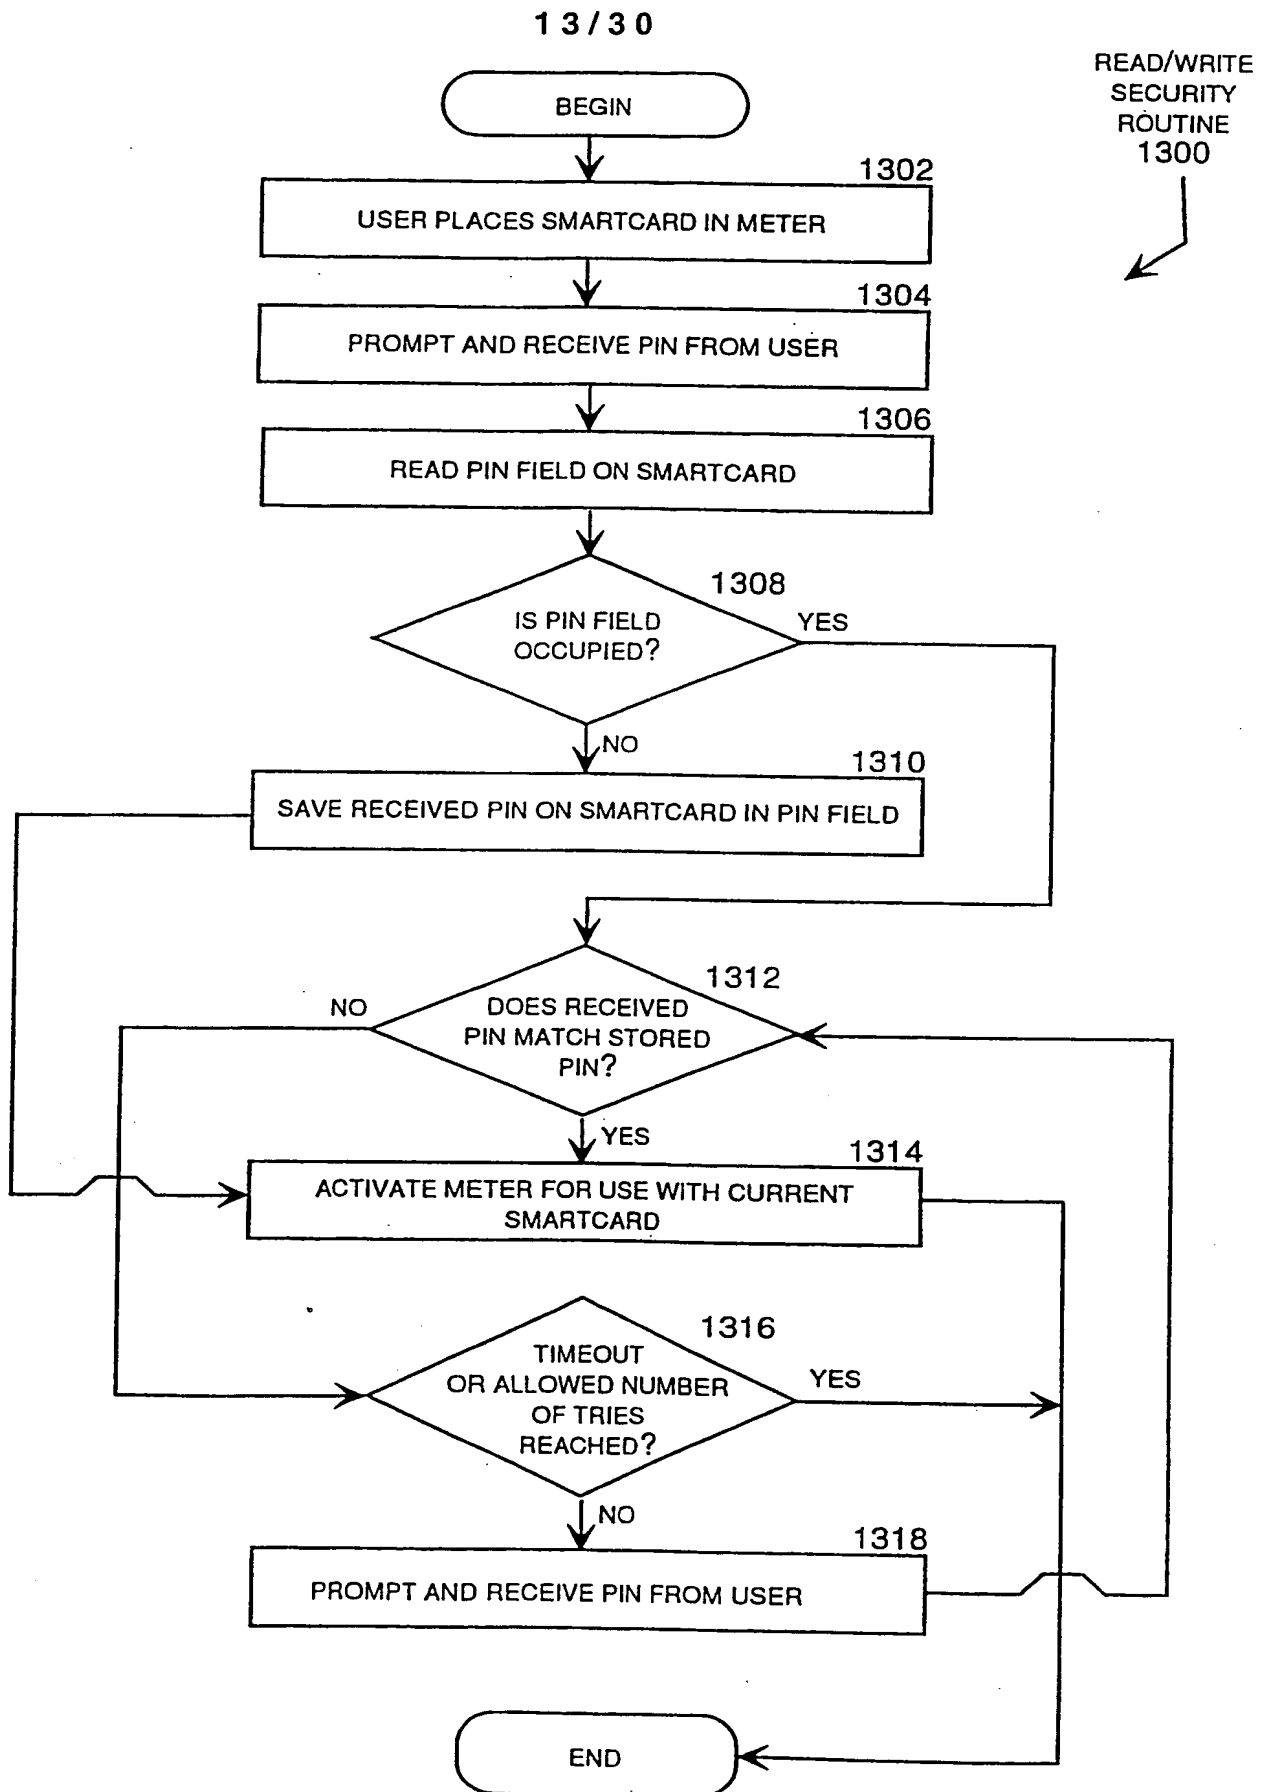 13/30
READ/WRITE
SECURITY
ROUTINE
1300
BEGIN
1302
USER PLACES SMARTCARD IN METER
1304
PROMPT AND RECEIVE PIN FROM USER
1306
READ PIN FIELD ON SMARTCARD
1308
IS PIN FIELD
OCCUPIED?
YES
NO
1310
SAVE RECEIVED PIN ON SMARTCARD IN PIN FIELD
1312
NO
DOES RECEIVED
PIN MATCH STORED
PIN?
YES
1314
ACTIVATE METER FOR USE WITH CURRENT
SMARTCARD
1316
TIMEOUT
OR ALLOWED NUMBER
OF TRIES
REACHED?
YES
NO
1318
PROMPT AND RECEIVE PIN FROM USER
END